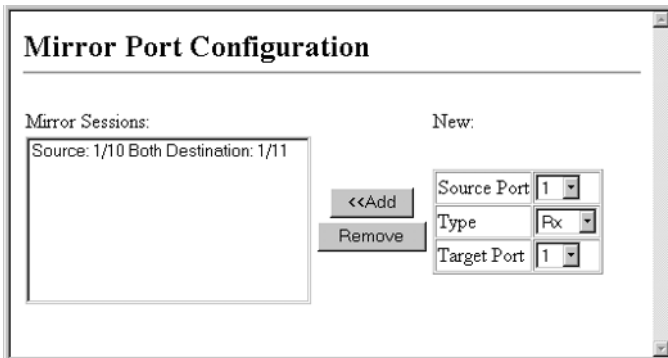 Mirror Port Configuration
Mirror Sessions:
New:
Source: 1/10 Both Destination: 1/11
<<Add
Remove
Source Port 1
Type Rx
Target Port 1